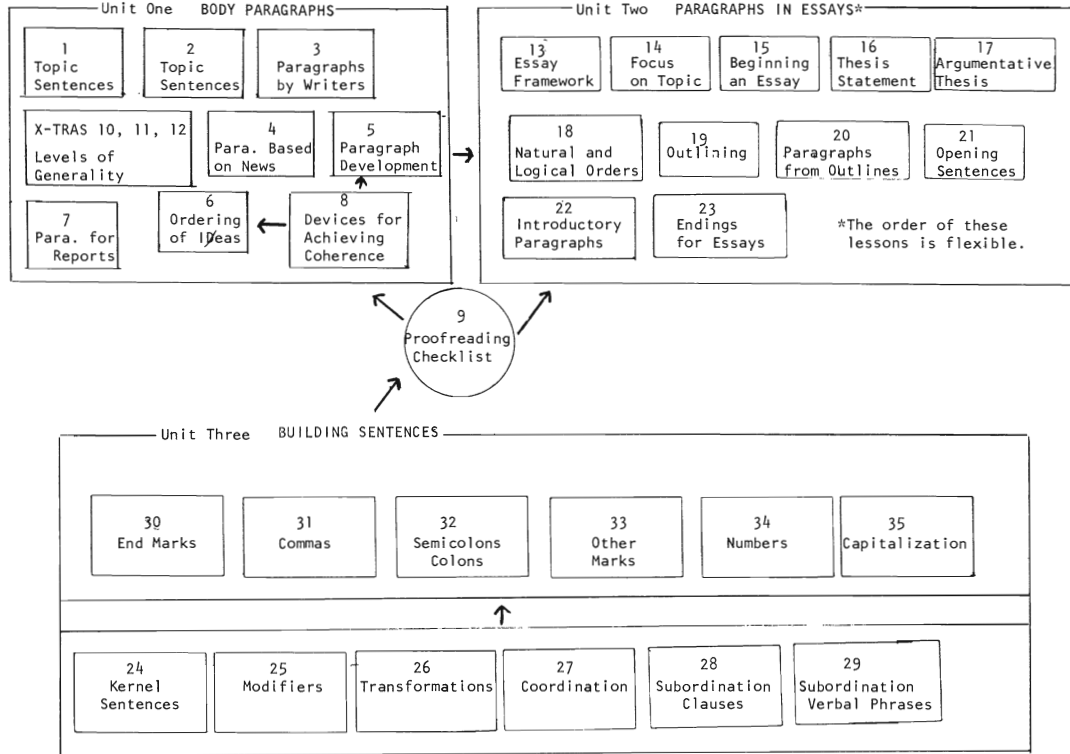 Unit One BODY PARAGRAPHS
1
Topic
Sentences
2
Topic
Sentences
3
Paragraphs
by Writers
X-TRAS 10, 11, 12
Levels of
Generality
4
Para. Based
on News
5
Paragraph
Development
6
Ordering
of IDeas
7
Para. for
Reports
8
Devices for
Achieving
Coherence
Unit Two PARAGRAPHS IN ESSAYS*
13
Essay
Framework
14
Focus
on Topic
15
Beginning
an Essay
16
Thesis
Statement
17
Argumentative
Thesis
18
Natural and
Logical Orders
19
Outlining
20
Paragraphs
from Outlines
21
Opening
Sentences
22
Introductory
Paragraphs
23
Endings
for Essays
*The order of these
lessons is flexible.
9
Proofreading
Checklist
Unit Three BUILDING SENTENCES
30
End Marks
31
Commas
32
Semicolons
Colons
33
Other
Marks
34
Numbers
35
Capitalization
24
Kernel
Sentences
25
Modifiers
26
Transformations
27
Coordination
28
Subordination
Clauses
29
Subordination
Verbal Phrases